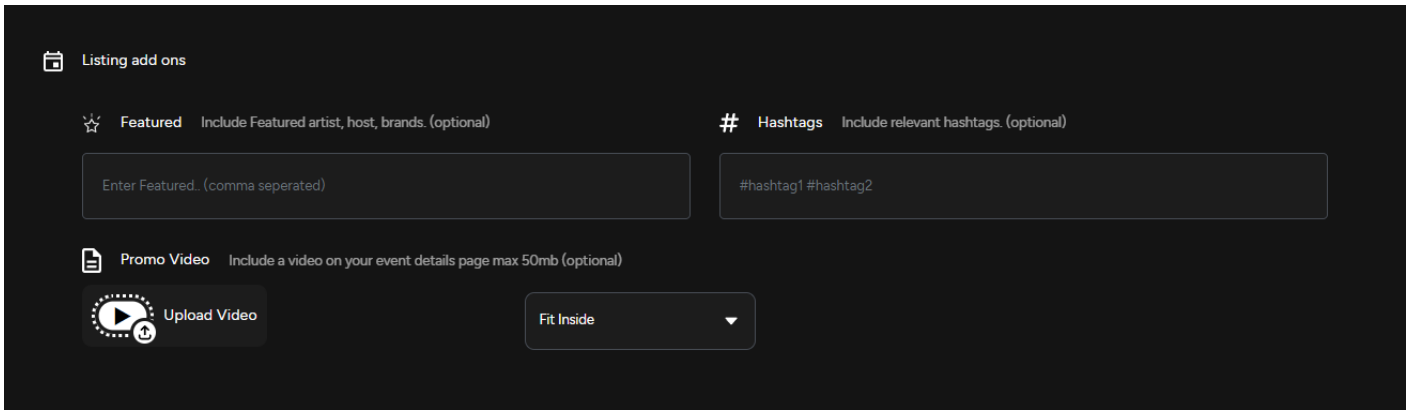 Listing add ons
Featured Include Featured artist, host, brands. (optional)
# Hashtags Include relevant hashtags. (optional)
Enter Featured.. (comma seperated)
#hashtag1 #hashtag2
Promo Video Include a video on your event details page max 50mb (optional)
Upload Video
Fit Inside